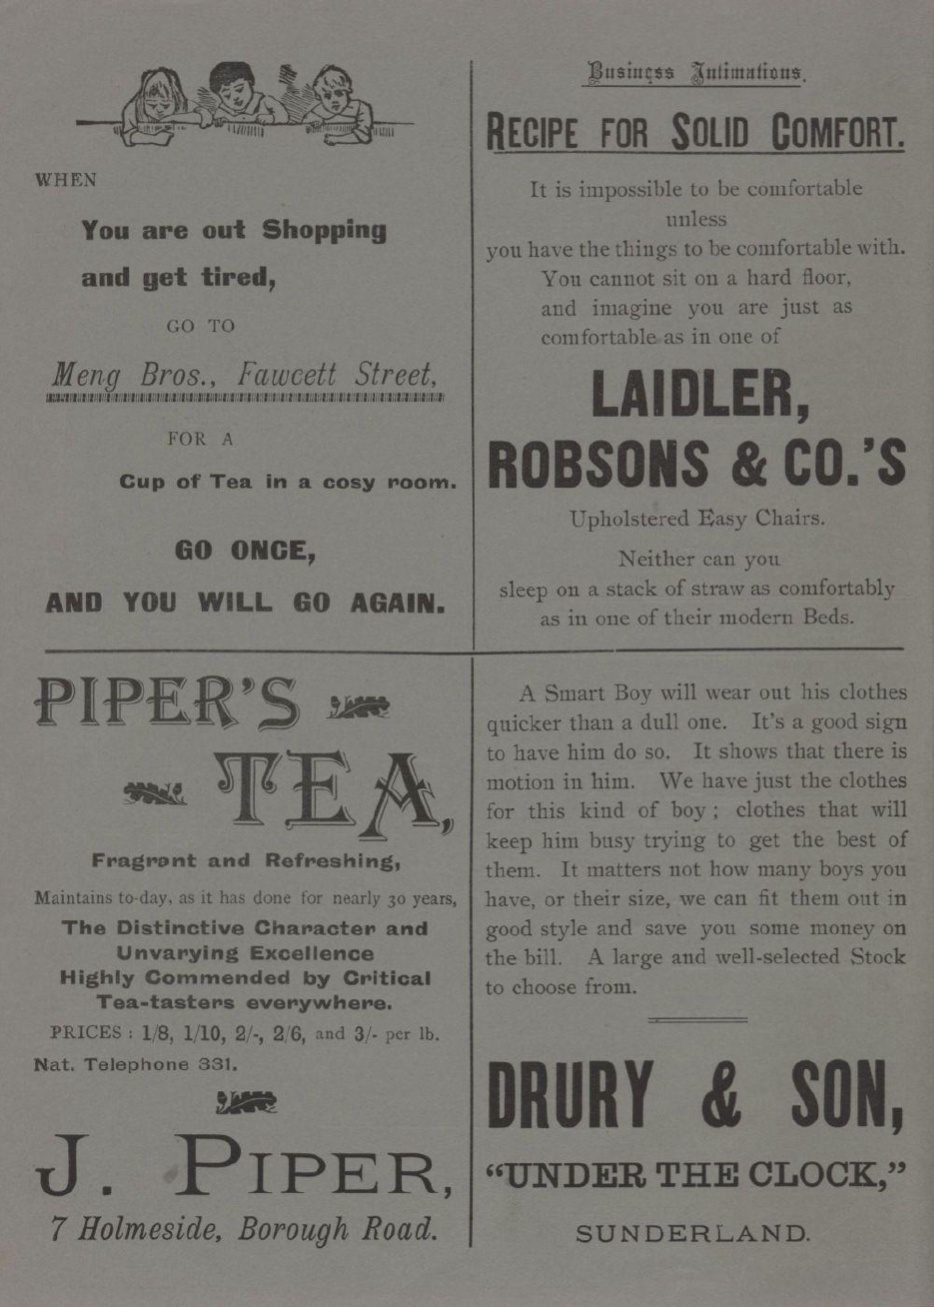 WHEN
You are out Shopping
and get tired,
GO TO
Meng Bros., Fawcett Street,
FOR A
Cup of Tea in a cosy room.
GO ONCE,
AND YOU WILL GO AGAIN.
Business Intimations.
RECIPE FOR SOLID COMFORT.
It is impossible to be comfortable
unless
you have the things to be comfortable with.
You cannot sit on a hard floor,
and imagine you are just as
comfortable as in one of
LAIDLER,
ROBSONS & CO.'S
Upholstered Easy Chairs.
Neither can you
sleep on a stack of straw as comfortably
as in one of their modern Beds.
PIPER'S
TEA,
Fragrant and Refreshing,
Maintains to-day, as it has done for nearly 30 years,
The Distinctive Character and
Unvarying Excellence
Highly Commended by Critical
Tea-tasters everywhere.
PRICES : 1/8, 1/10, 2/-, 2/6, and 3/- per lb.
Nat. Telephone 331.
J. PIPER,
7 Holmeside, Borough Road.
A Smart Boy will wear out his clothes
quicker than a dull one. It's a good sign
to have him do so. It shows that there is
motion in him. We have just the clothes
for this kind of boy ; clothes that will
keep him busy trying to get the best of
them. It matters not how many boys you
have, or their size, we can fit them out in
good style and save you some money on
the bill. A large and well-selected Stock
to choose from.
DRURY & SON,
"UNDER THE CLOCK,"
SUNDERLAND.